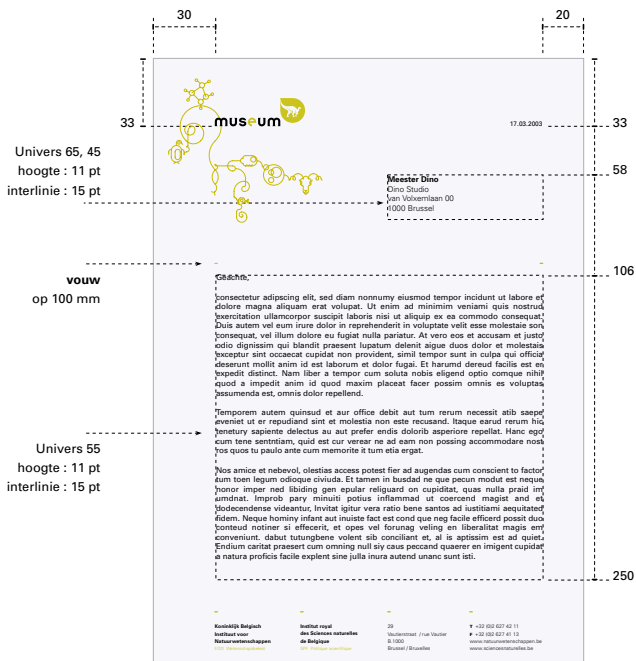 30
20
33
museum
17.03.2003
33
Univers 65, 45
hoogte : 11 pt
interlinie : 15 pt
58
Meester Dino
Dino Studio
van Volxemlaan 00
1000 Brussel
vouw
op 100 mm
106
Geachte,
consectetur adipscing elit, sed diam nonnumy eiusmod tempor incidunt ut labore et
dolore magna aliquam erat volupat. Ut enim ad minimim veniami quis nostrud
exercitation ullamcorpor suscipit laboris nisi ut aliquip ex ea commodo consequat.
Duis autem vel eum irure dolor in reprehenderit in voluptate velit esse molestaie son
consequat, vel illum dolore eu fugiat nulla pariatur. At vero eos et accusam et justo
odio dignissim qui blandit praesent lupatum delenit aigue duos dolor et molestais
exceptur sint occaecat cupidat non provident, simil tempor sunt in culpa qui officia
deserunt mollit anim id est laborum et dolor fugai. Et harumd dereud facilis est er
expedit distinct. Nam liber a tempor cum soluta nobis eligend optio comque nihil
quod a impedit anim id quod maxim placeat facer possim omnis es voluptas
assumenda est, omnis dolor repellend.
Temporem autem quinsud et aur office debit aut tum rerum necessit atib saepe
eveniet ut er repudiand sint et molestia non este recusand. Itaque earud rerum hic
tenetury sapiente delectus au aut prefer endis dolorib asperiore repellat. Hanc ego
cum tene sentntiam, quid est cur verear ne ad eam non possing accommodare nost
ros quos tu paulo ante cum memorite it tum etia ergat.
Univers 55
hoogte : 11 pt
interlinie : 15 pt
Nos amice et nebevol, olestias access potest fier ad augendas cum conscient to factor
tum toen legum odioque civiuda. Et tamen in busdad ne que pecun modut est neque
nonor imper ned libiding gen epular religuard on cupiditat, quas nulla praid im
umdnat. Improb pary minuiti potius inflammad ut coercend magist and et
dodecendense videantur, Invitat igitur vera ratio bene santos ad iustitiami aequitated
fidem. Neque hominy infant aut inuiste fact est cond que neg facile efficerd possit duo
conteud notiner si effecerit, et opes vel forunag veling en liberalitat magis em
conveniunt. dabut tutungbene volent sib conciliant et, al is aptissim est ad quiet.
Endium caritat praesert cum omning null siy caus peccand quaerer en imigent cupidat
a natura proficis facile explent sine julla inura autend unanc sunt isti.
250
Koninklijk Belgisch
Instituut voor
Natuurwetenschappen
Institut royal
des Sciences naturelles
de Belgique
29
Vautierstraat / rue Vautier
B.1000
Brussel / Bruxelles
T +32 (0)2 627 42 11
F +32 (0)2 627 41 13
www.natuurwetenschappen.be
www.sciencesnaturelles.be